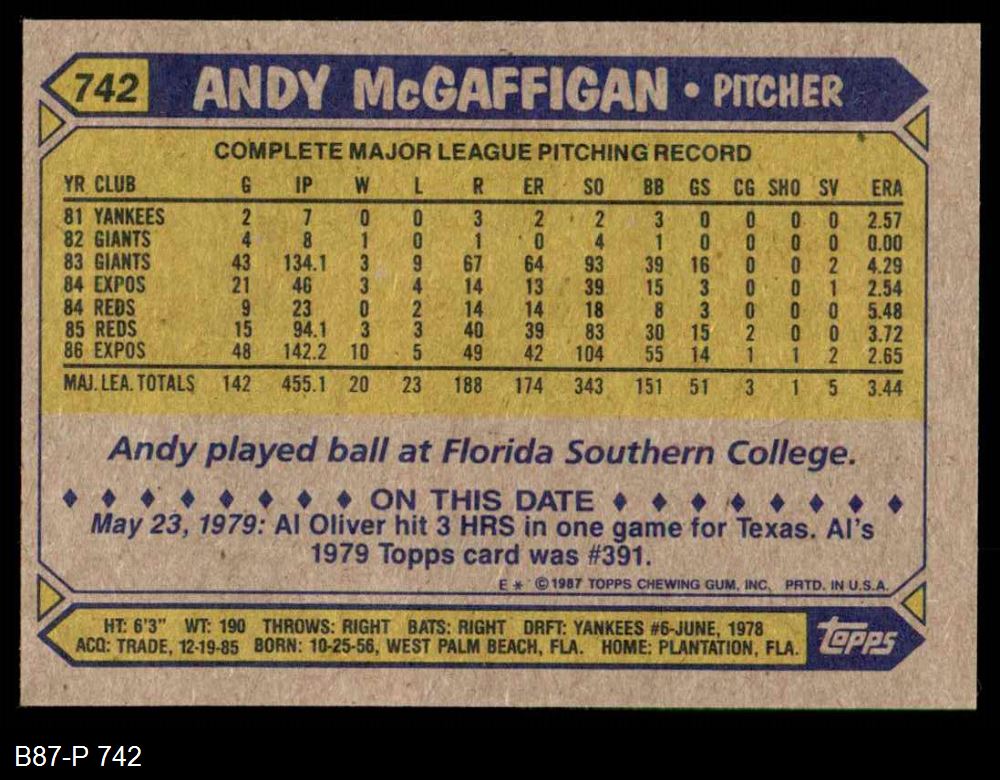 742 ANDY McGAFFIGAN • PITCHER
COMPLETE MAJOR LEAGUE PITCHING RECORD
YR CLUB G IP W L R ER SO BB GS CG SHO SV ERA
81 YANKEES 2 7 0 0 3 2 2 3 0 0 0 0 2.57
82 GIANTS 4 8 1 0 1 0 4 1 0 0 0 0 0.00
83 GIANTS 43 134.1 3 9 67 64 93 39 16 0 0 2 4.29
84 EXPOS 21 46 3 4 14 13 39 15 3 0 0 1 2.54
84 REDS 9 23 0 2 14 14 18 8 3 0 0 0 5.48
85 REDS 15 94.1 3 3 40 39 83 30 15 2 0 0 3.72
86 EXPOS 48 142.2 10 5 49 42 104 55 14 1 1 2 2.65
MAJ.LEA.TOTALS 142 455.1 20 23 188 174 343 151 51 3 1 5 3.44
Andy played ball at Florida Southern College.
♦ ♦ ♦ ♦ ♦ ♦ ♦ ♦ ON THIS DATE ♦ ♦ ♦ ♦ ♦ ♦ ♦ ♦
May 23, 1979: Al Oliver hit 3 HRS in one game for Texas. Al's
1979 Topps card was #391.
E * ©1987 TOPPS CHEWING GUM, INC. PRTD. IN U.S.A.
HT: 6'3" WT: 190 THROWS: RIGHT BATS: RIGHT DRFT: YANKEES #6-JUNE, 1978
ACQ: TRADE, 12-19-85 BORN: 10-25-56, WEST PALM BEACH, FLA. HOME: PLANTATION, FLA.
topps
B87-P 742